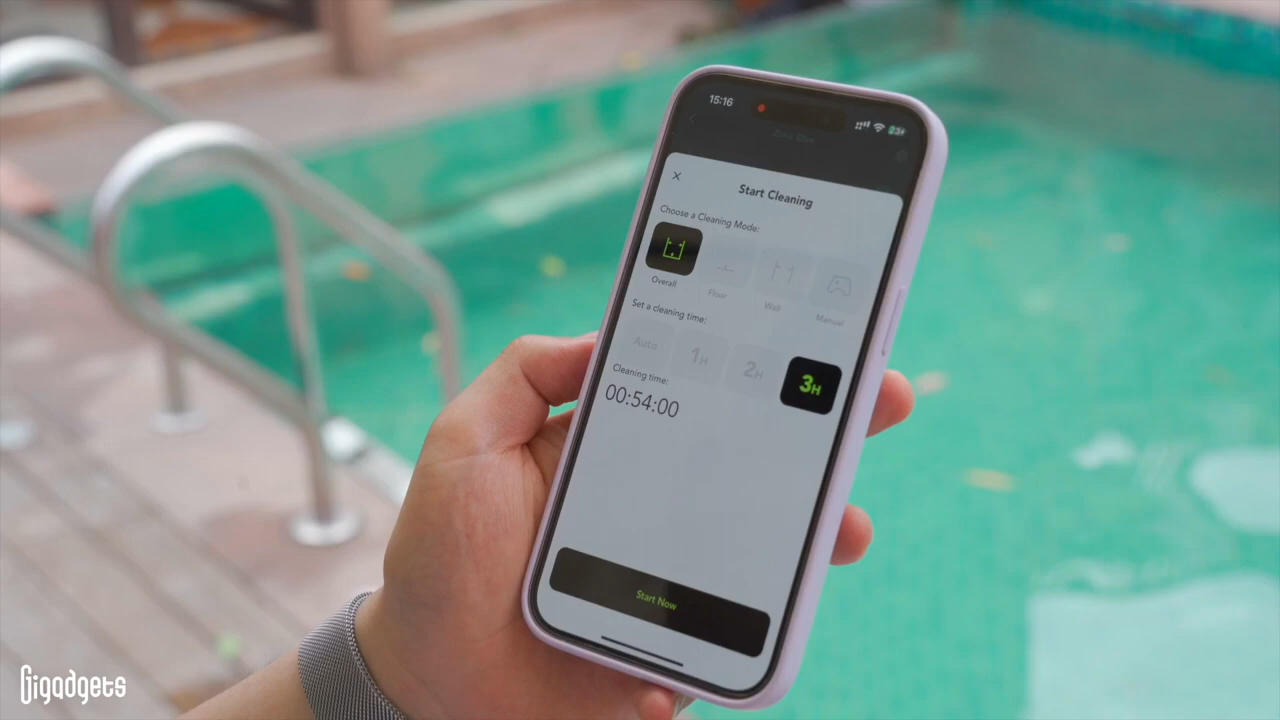 15:16
23
Start Cleaning
Choose a Cleaning Mode:
Overall
Floor
Wall
Manual
Set a cleaning time:
Auto
1H
2H
3H
Cleaning time:
00:54:00
Start Now
Gigadgets